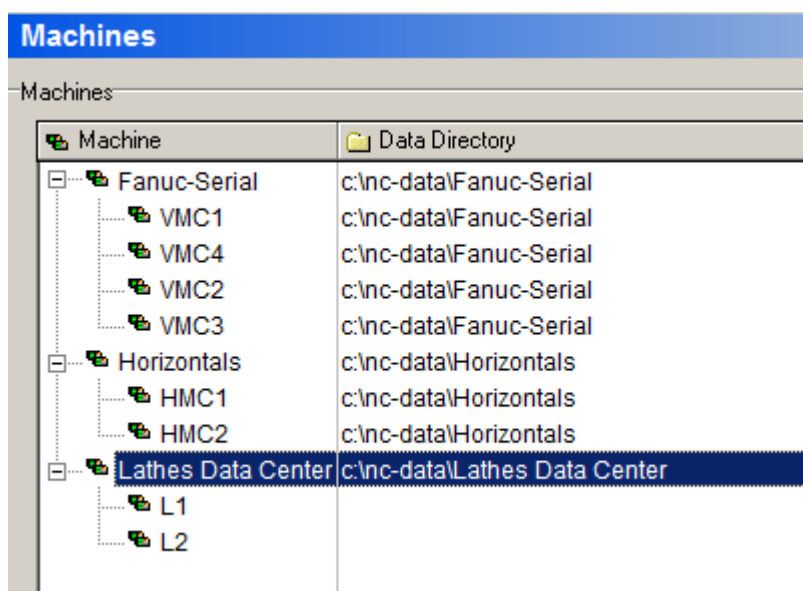 Machines
Machines
Machine Data Directory
Fanuc-Serial c:\nc-data\Fanuc-Serial
VMC1 c:\nc-data\Fanuc-Serial
VMC4 c:\nc-data\Fanuc-Serial
VMC2 c:\nc-data\Fanuc-Serial
VMC3 c:\nc-data\Fanuc-Serial
Horizontals c:\nc-data\Horizontals
HMC1 c:\nc-data\Horizontals
HMC2 c:\nc-data\Horizontals
Lathes Data Center c:\nc-data\Lathes Data Center
L1
L2